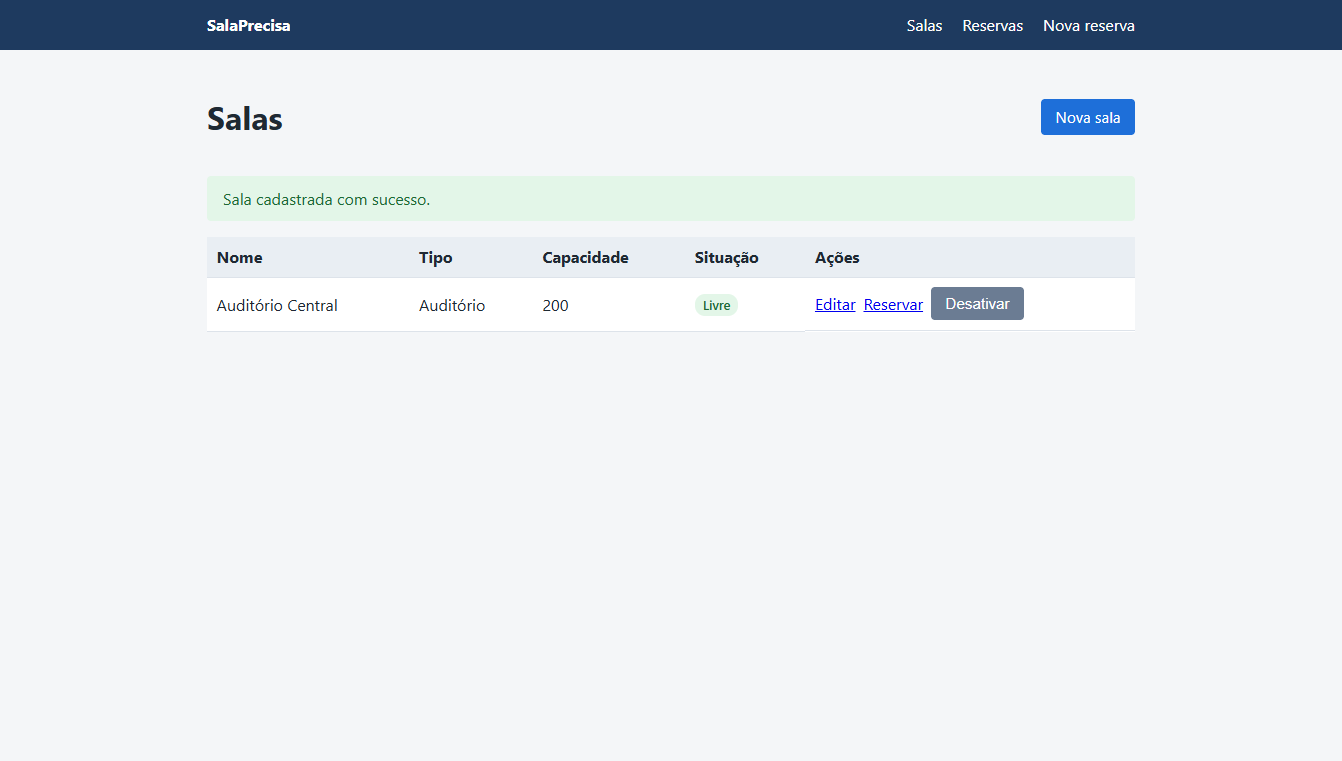 SalaPrecisa Salas Reservas Nova reserva
Salas Nova sala
Sala cadastrada com sucesso.
Nome Tipo Capacidade Situação Ações
Auditório Central Auditório 200 Livre Editar Reservar Desativar